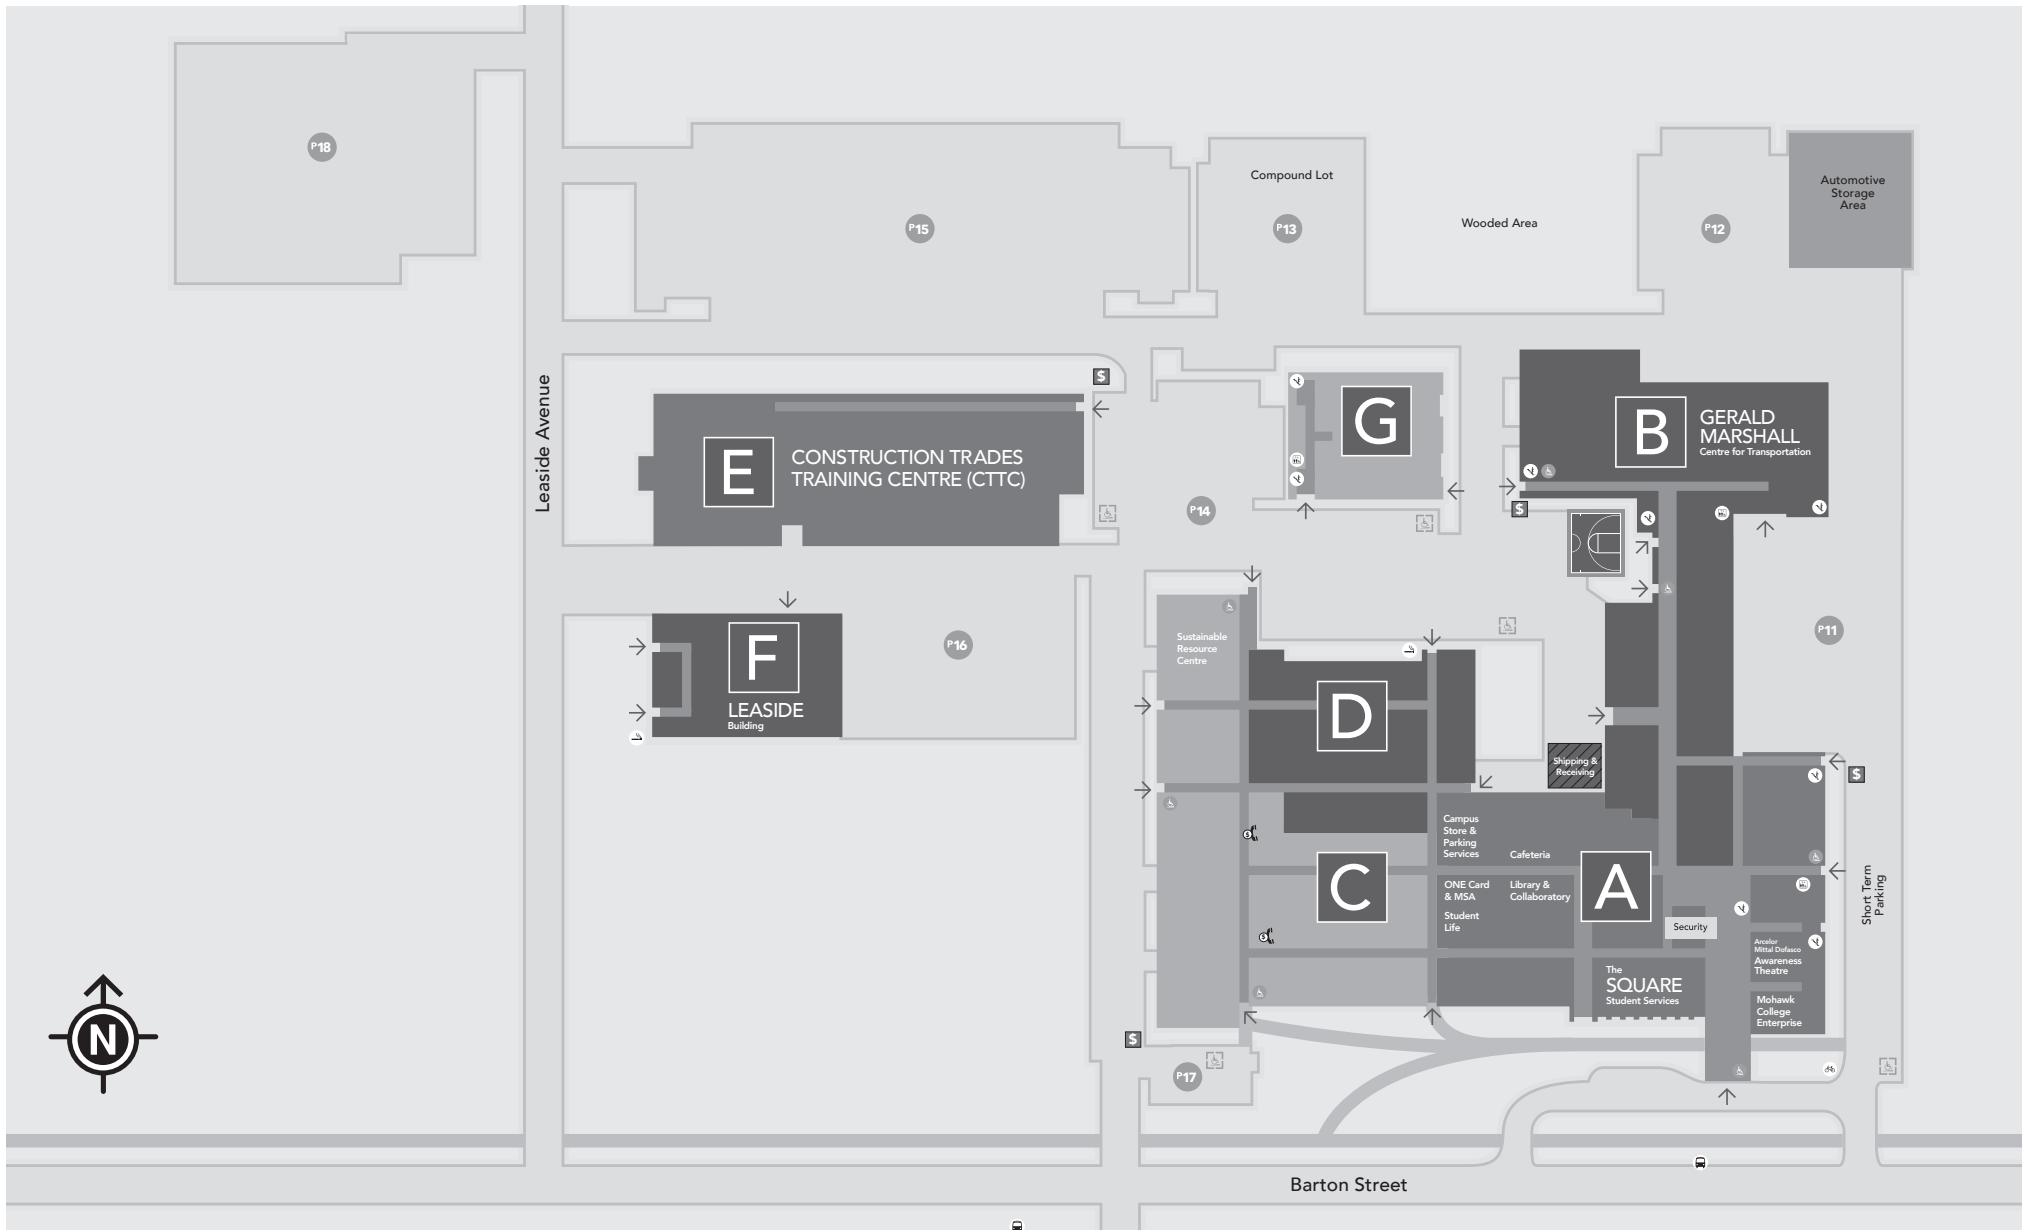 P18
P15
Compound Lot
P13
Wooded Area
P12
Automotive
Storage
Area
Leaside Avenue
$
E
CONSTRUCTION TRADES
TRAINING CENTRE (CTTC)
P14
G
B
GERALD
MARSHALL
Centre for Transportation
$
F
LEASIDE
Building
P16
Sustainable
Resource
Centre
D
P11
Shipping &
Receiving
$
Campus
Store &
Parking
Services
Cafeteria
C
A
ONE Card
& MSA
Student
Life
Library &
Collaboratory
Security
Short Term
Parking
Arcelor
Mittal Dofasco
Awareness
Theatre
The
SQUARE
Student Services
Mohawk
College
Enterprise
N
$
P17
Barton Street